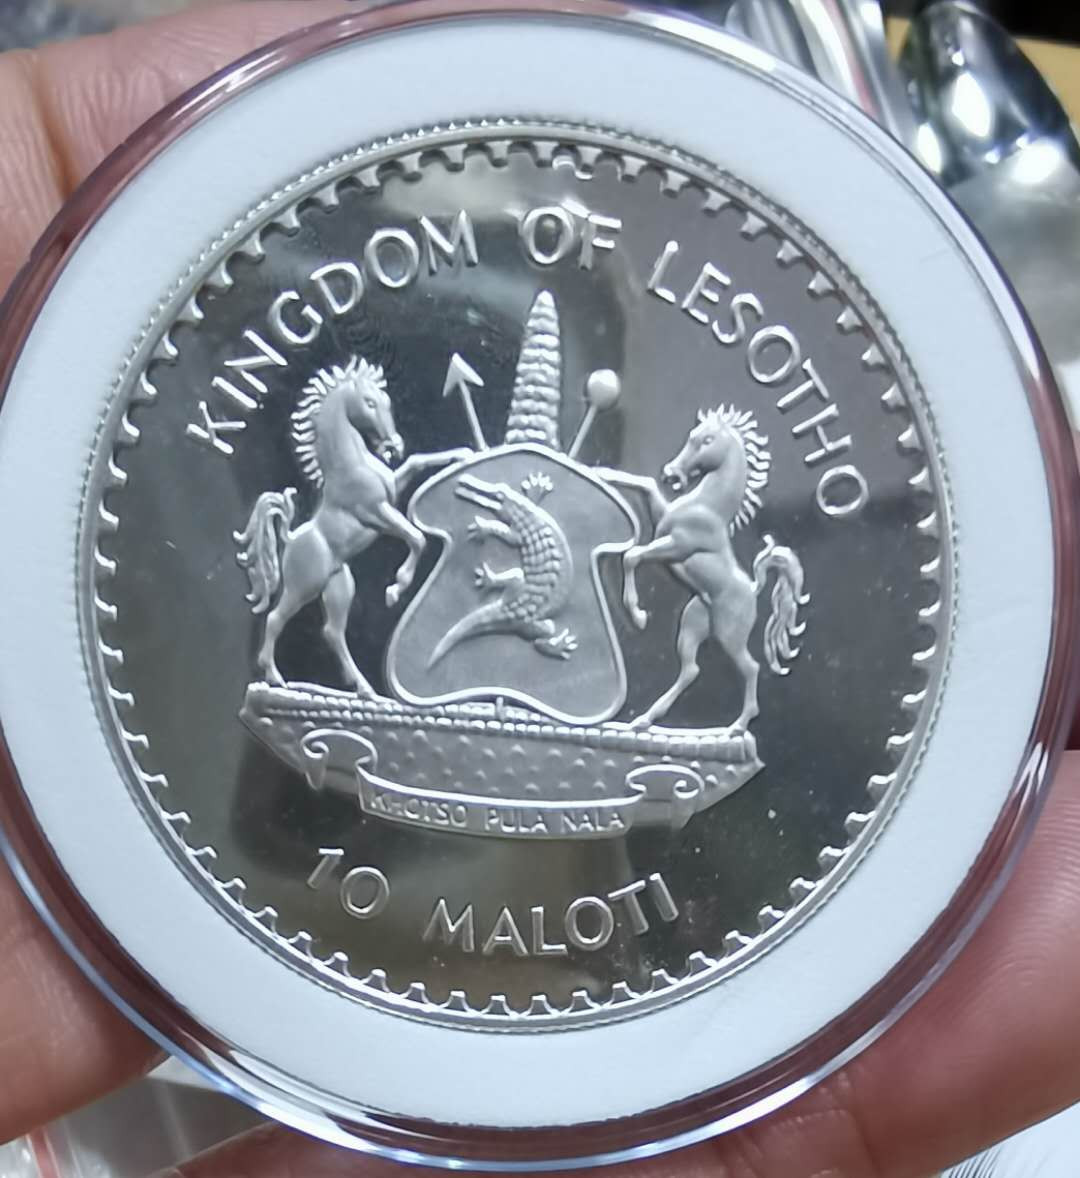 KINGDOM OF LESOTHO
KHOTSO PULA NALA
10 MALOTI